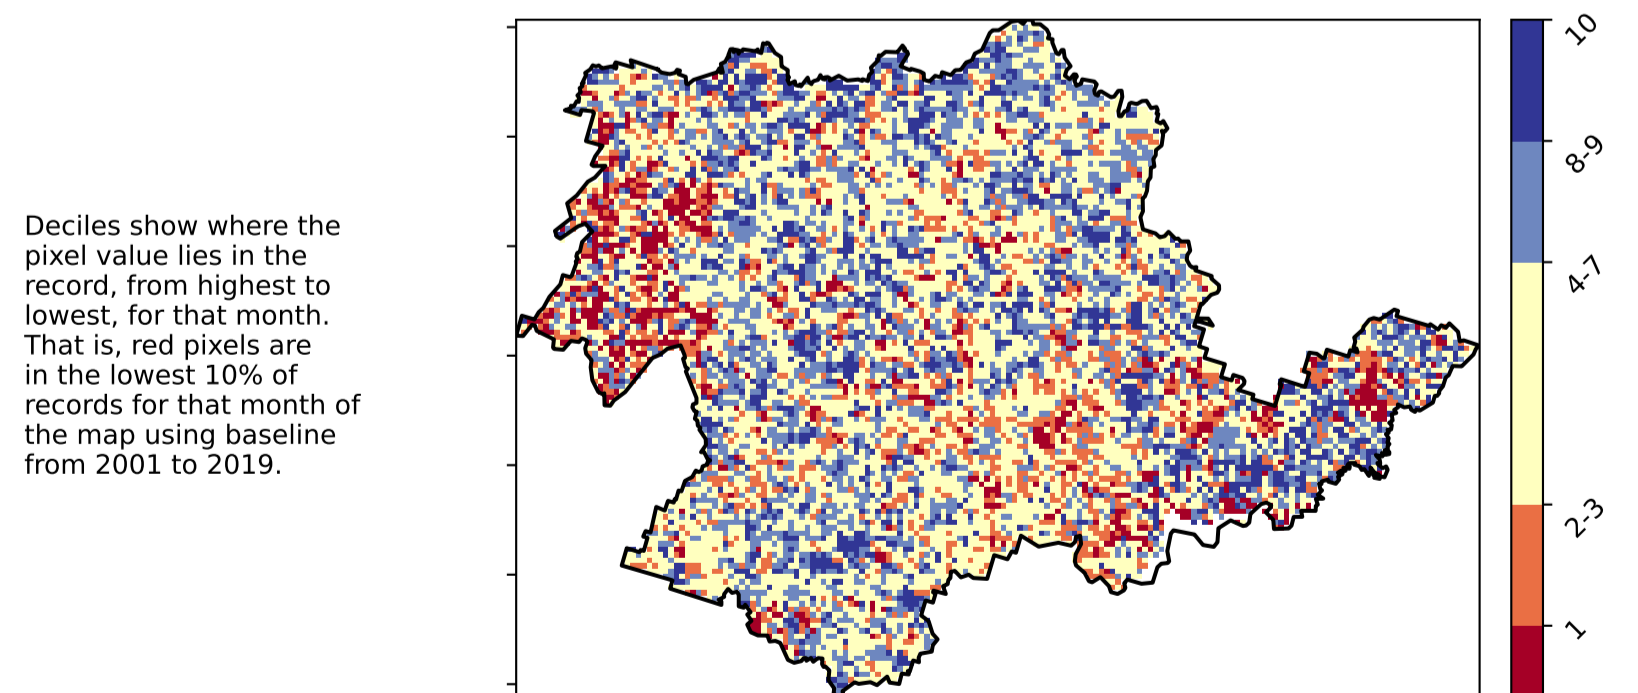 Deciles show where the
pixel value lies in the
record, from highest to
lowest, for that month.
That is, red pixels are
in the lowest 10% of
records for that month of
the map using baseline
from 2001 to 2019.
10
8-9
4-7
2-3
1